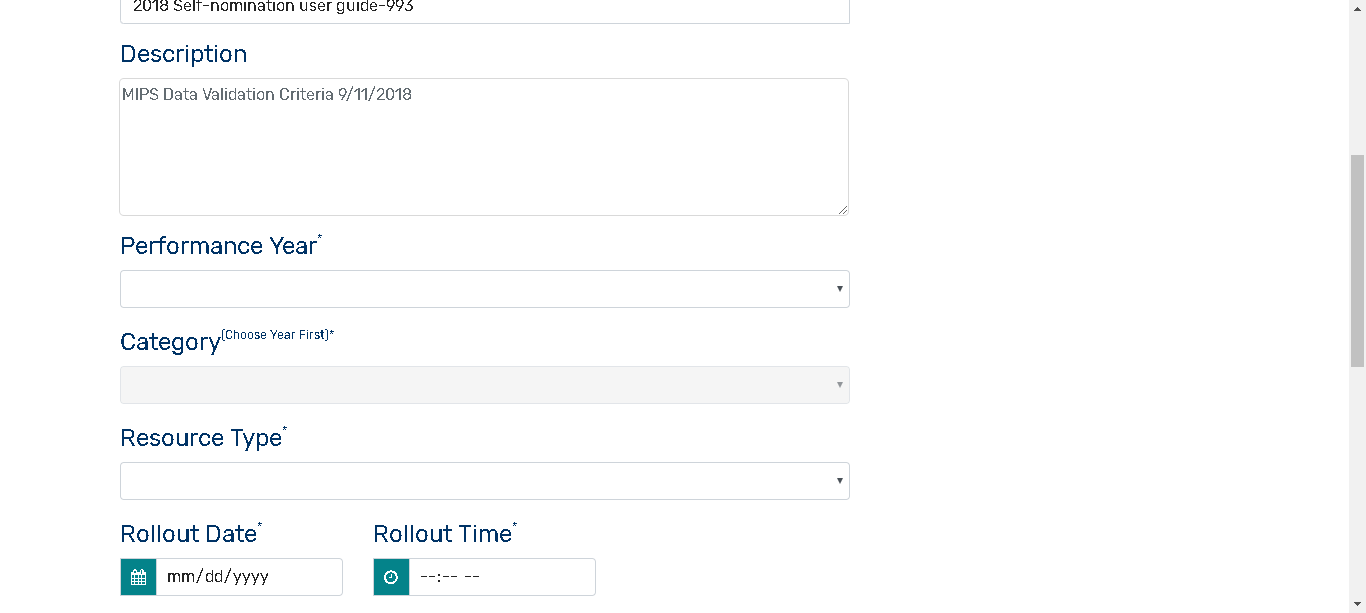 2018 Self-nomination user guide-993
Description
MIPS Data Validation Criteria 9/11/2018
Performance Year*
Category(Choose Year First)*
Resource Type*
Rollout Date* Rollout Time*
mm/dd/yyyy --:-- --